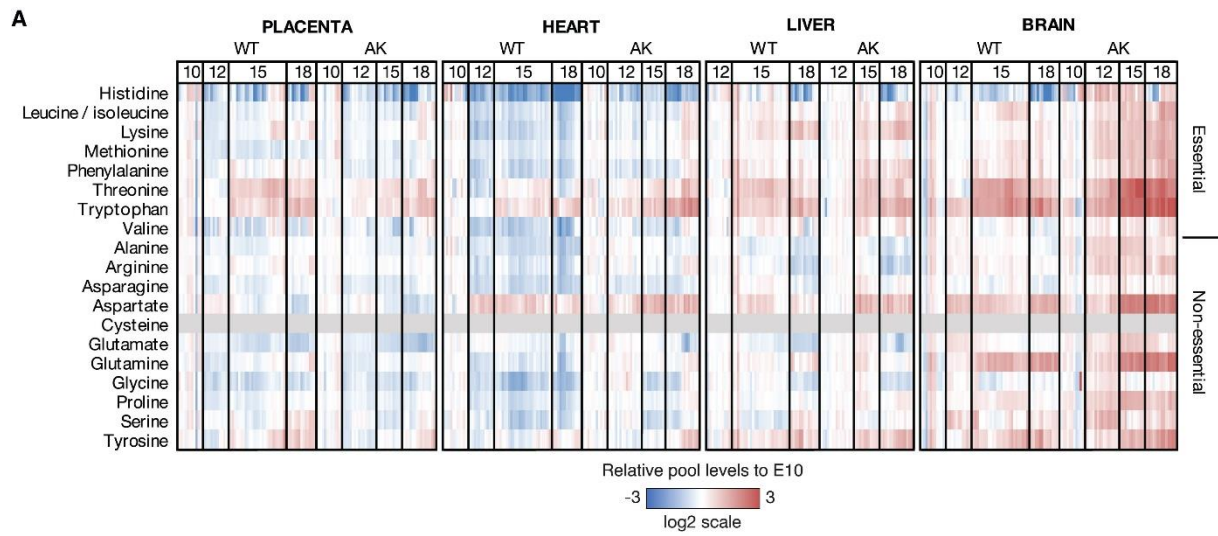 A
PLACENTA HEART LIVER BRAIN
WT AK WT AK WT AK WT AK
10 12 15 18 10 12 15 18 10 12 15 18 10 12 15 18 12 15 18 12 15 18 10 12 15 18 10 12 15 18
Histidine
Leucine / isoleucine
Lysine
Methionine
Phenylalanine
Threonine
Tryptophan
Valine
Alanine
Arginine
Asparagine
Aspartate
Cysteine
Glutamate
Glutamine
Glycine
Proline
Serine
Tyrosine
Essential
Non-essential
Relative pool levels to E10
-3 3
log2 scale